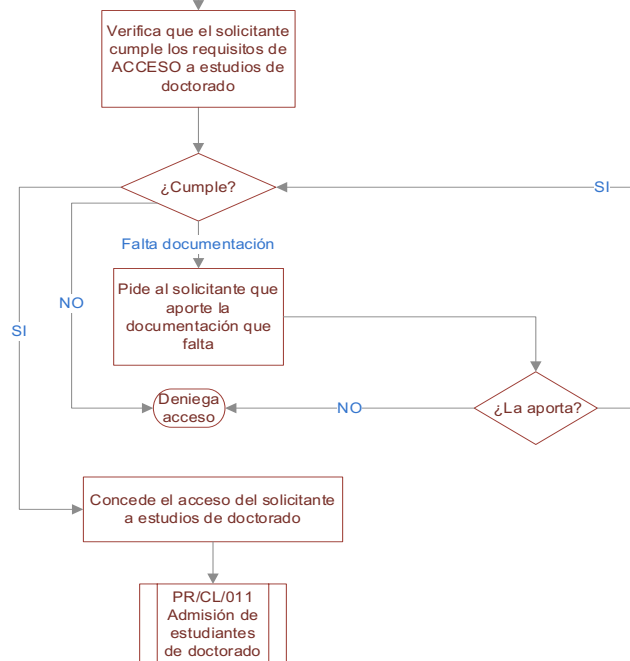 Verifica que el solicitante
cumple los requisitos de
ACCESO a estudios de
doctorado
¿Cumple?
SI
Falta documentación
Pide al solicitante que
aporte la
documentación que
falta
NO
SI
Deniega
acceso
NO
¿La aporta?
Concede el acceso del solicitante
a estudios de doctorado
PR/CL/011
Admisión de
estudiantes
de doctorado